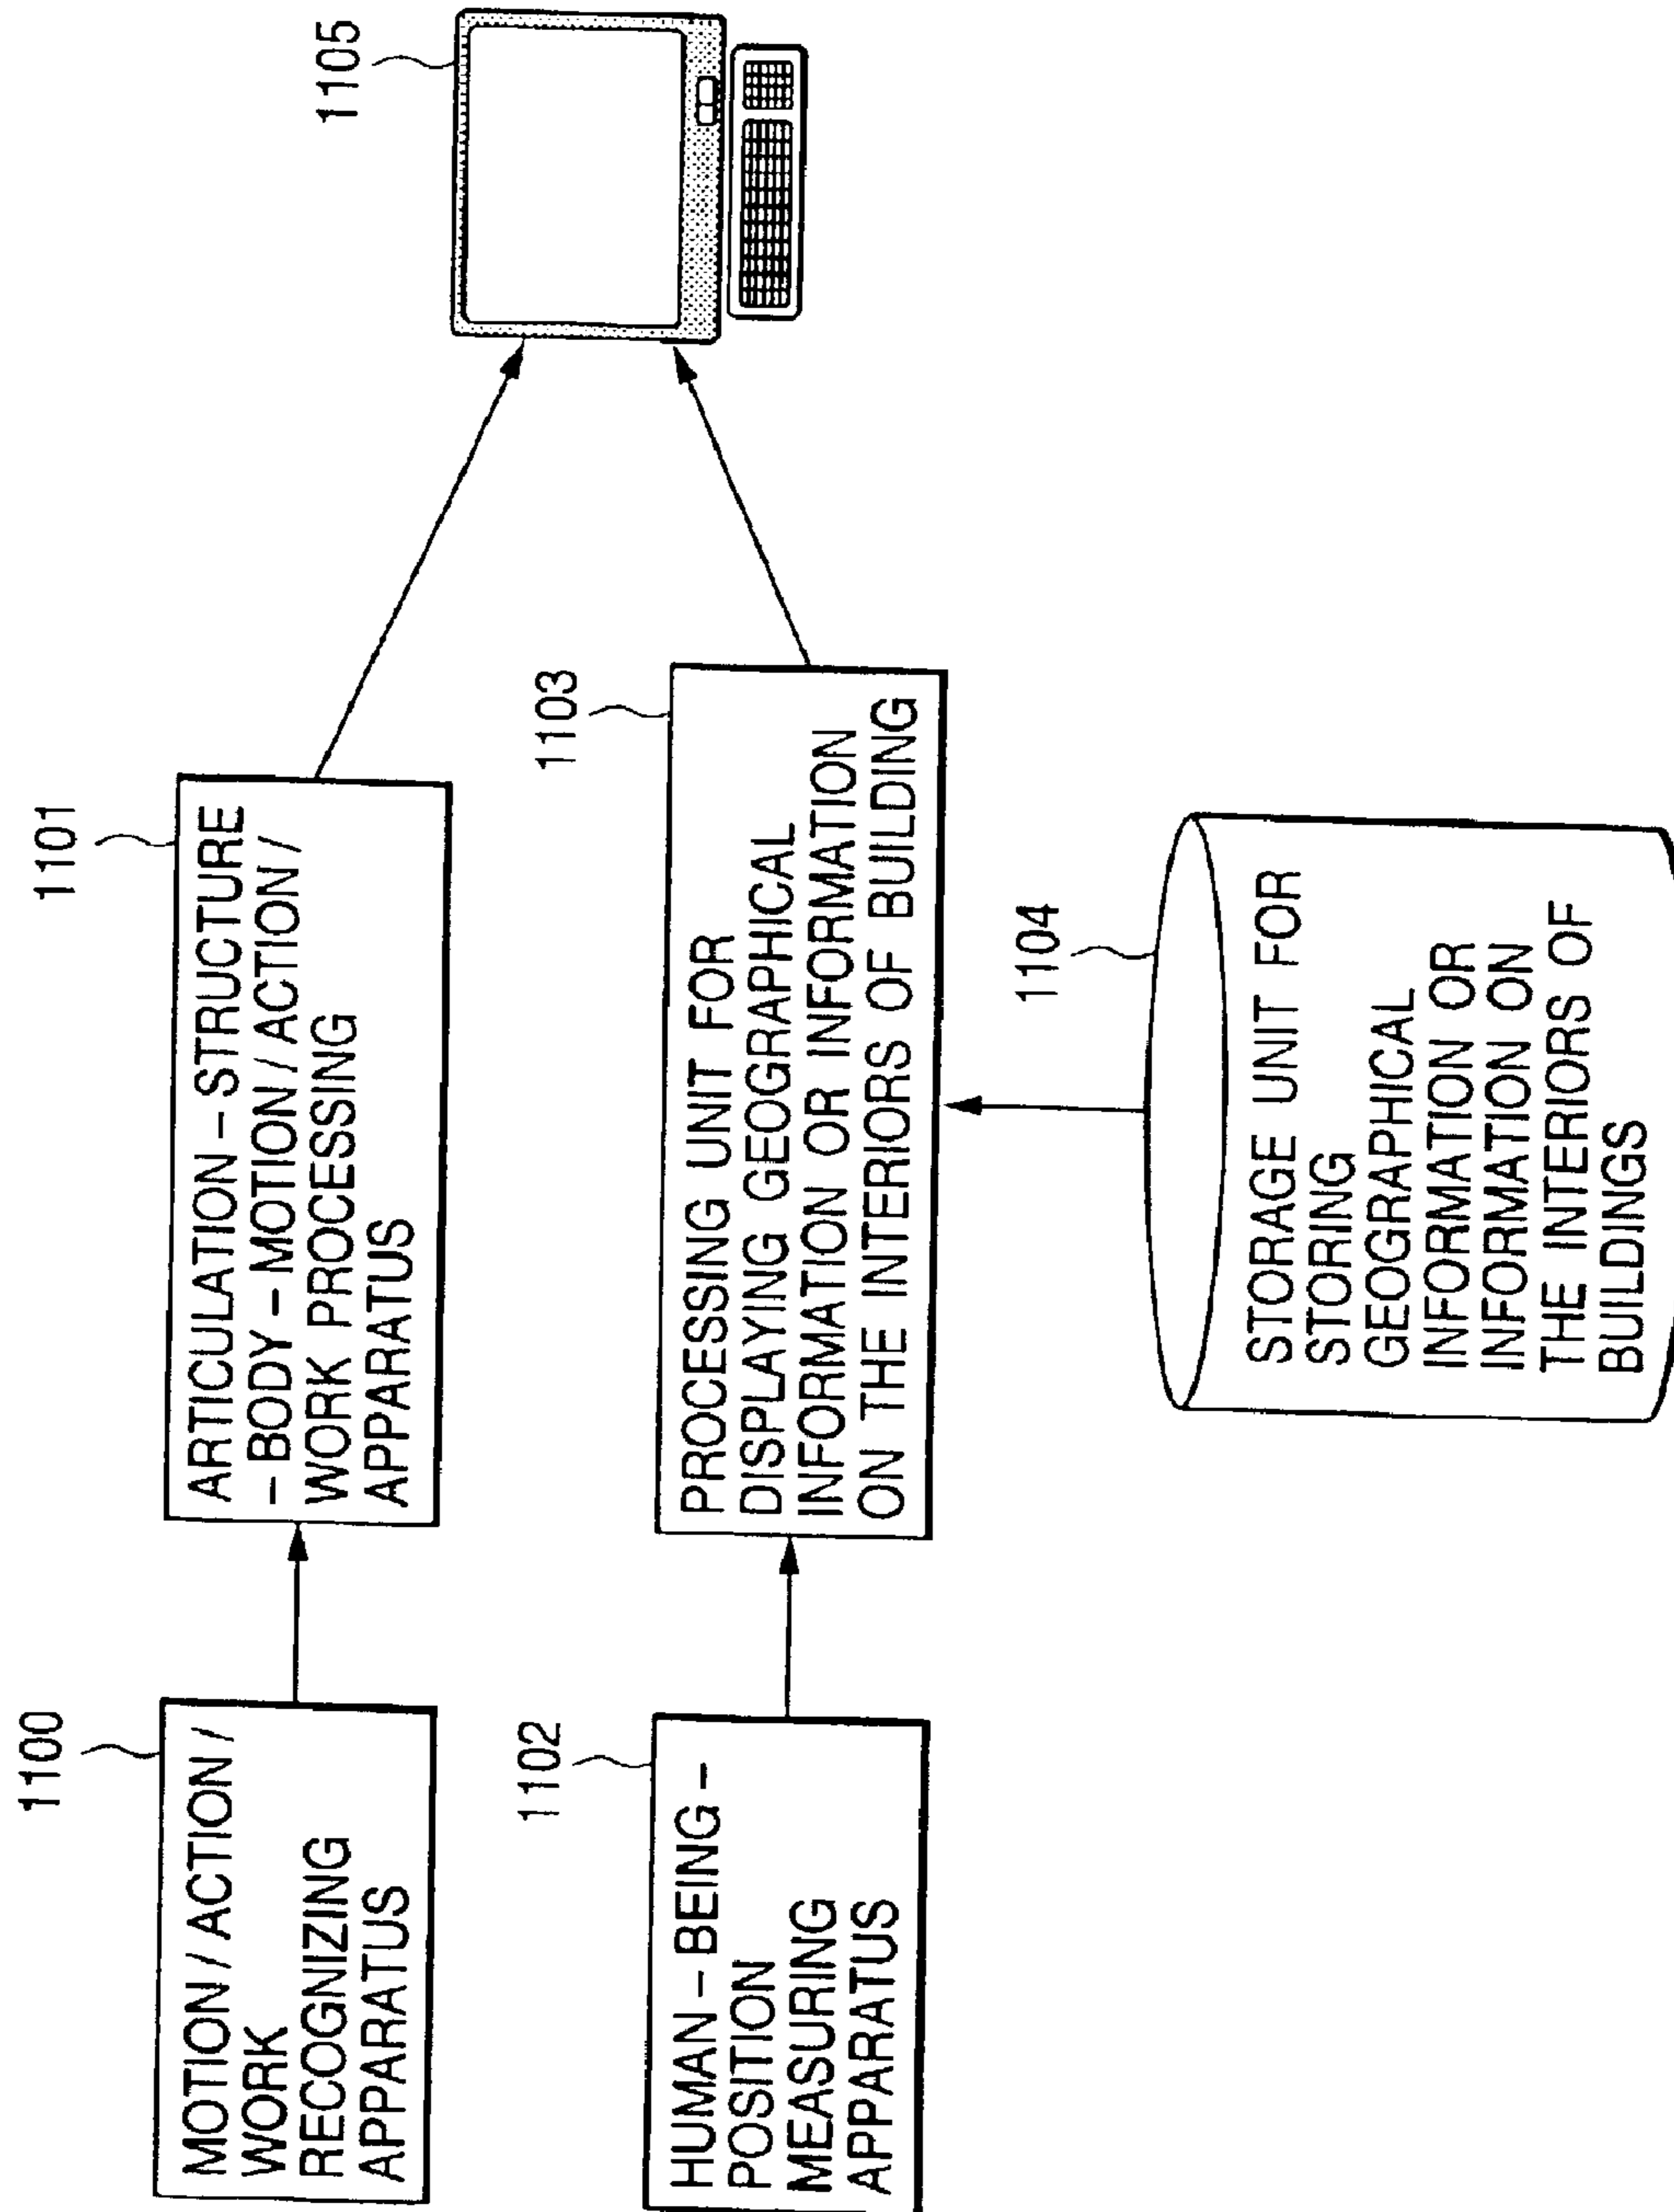 1100
MOTION / ACTION /
WORK
RECOGNIZING
APPARATUS
1101
ARTICULATION – STRUCTURE
– BODY – MOTION / ACTION /
WORK PROCESSING
APPARATUS
1105
1102
HUMAN – BEING –
POSITION
MEASURING
APPARATUS
1103
PROCESSING UNIT FOR
DISPLAYING GEOGRAPHICAL
INFORMATION OR INFORMATION
ON THE INTERIORS OF BUILDING
1104
STORAGE UNIT FOR
STORING
GEOGRAPHICAL
INFORMATION OR
INFORMATION ON
THE INTERIORS OF
BUILDINGS